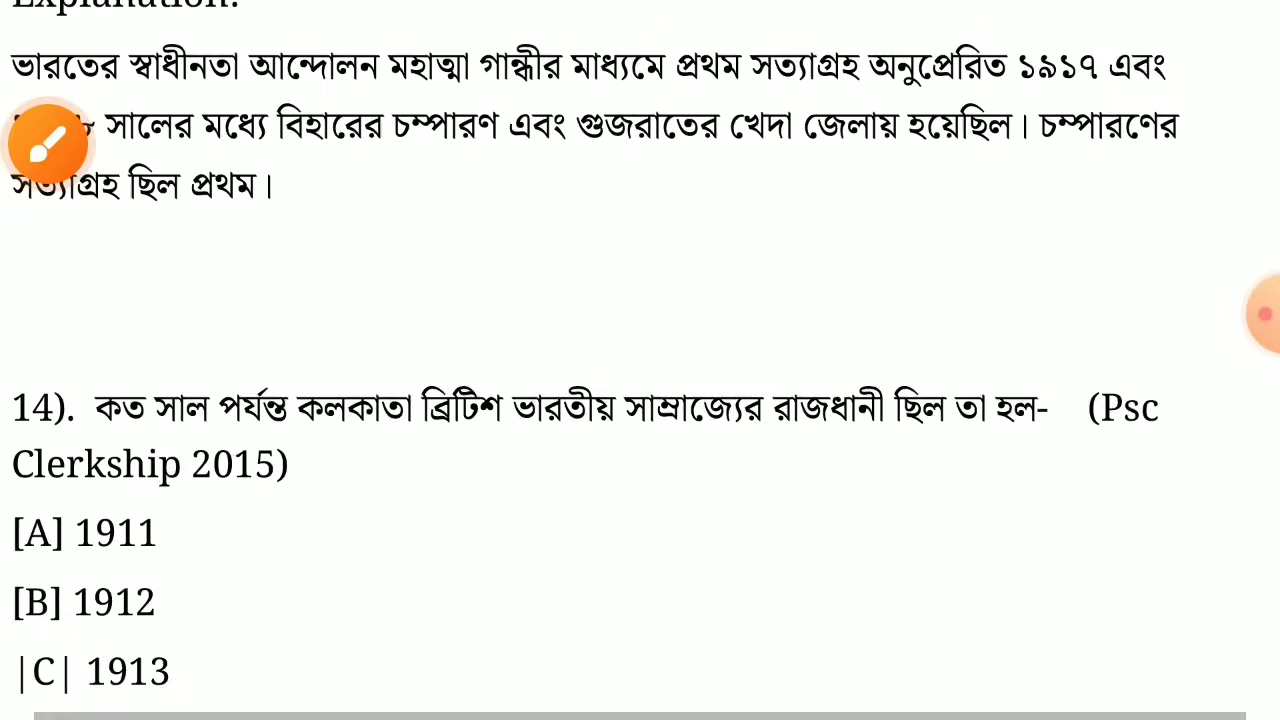 Explanation:
ভারতের স্বাধীনতা আন্দোলন মহাত্মা গান্ধীর মাধ্যমে প্রথম সত্যাগ্রহ অনুপ্রেরিত ১৯১৭ এবং
সালের মধ্যে বিহারের চম্পারণ এবং গুজরাতের খেদা জেলায় হয়েছিল। চম্পারণের
সত্যাগ্রহ ছিল প্রথম।
14). কত সাল পর্যন্ত কলকাতা ব্রিটিশ ভারতীয় সাম্রাজ্যের রাজধানী ছিল তা হল- (Psc
Clerkship 2015)
[A] 1911
[B] 1912
|C| 1913